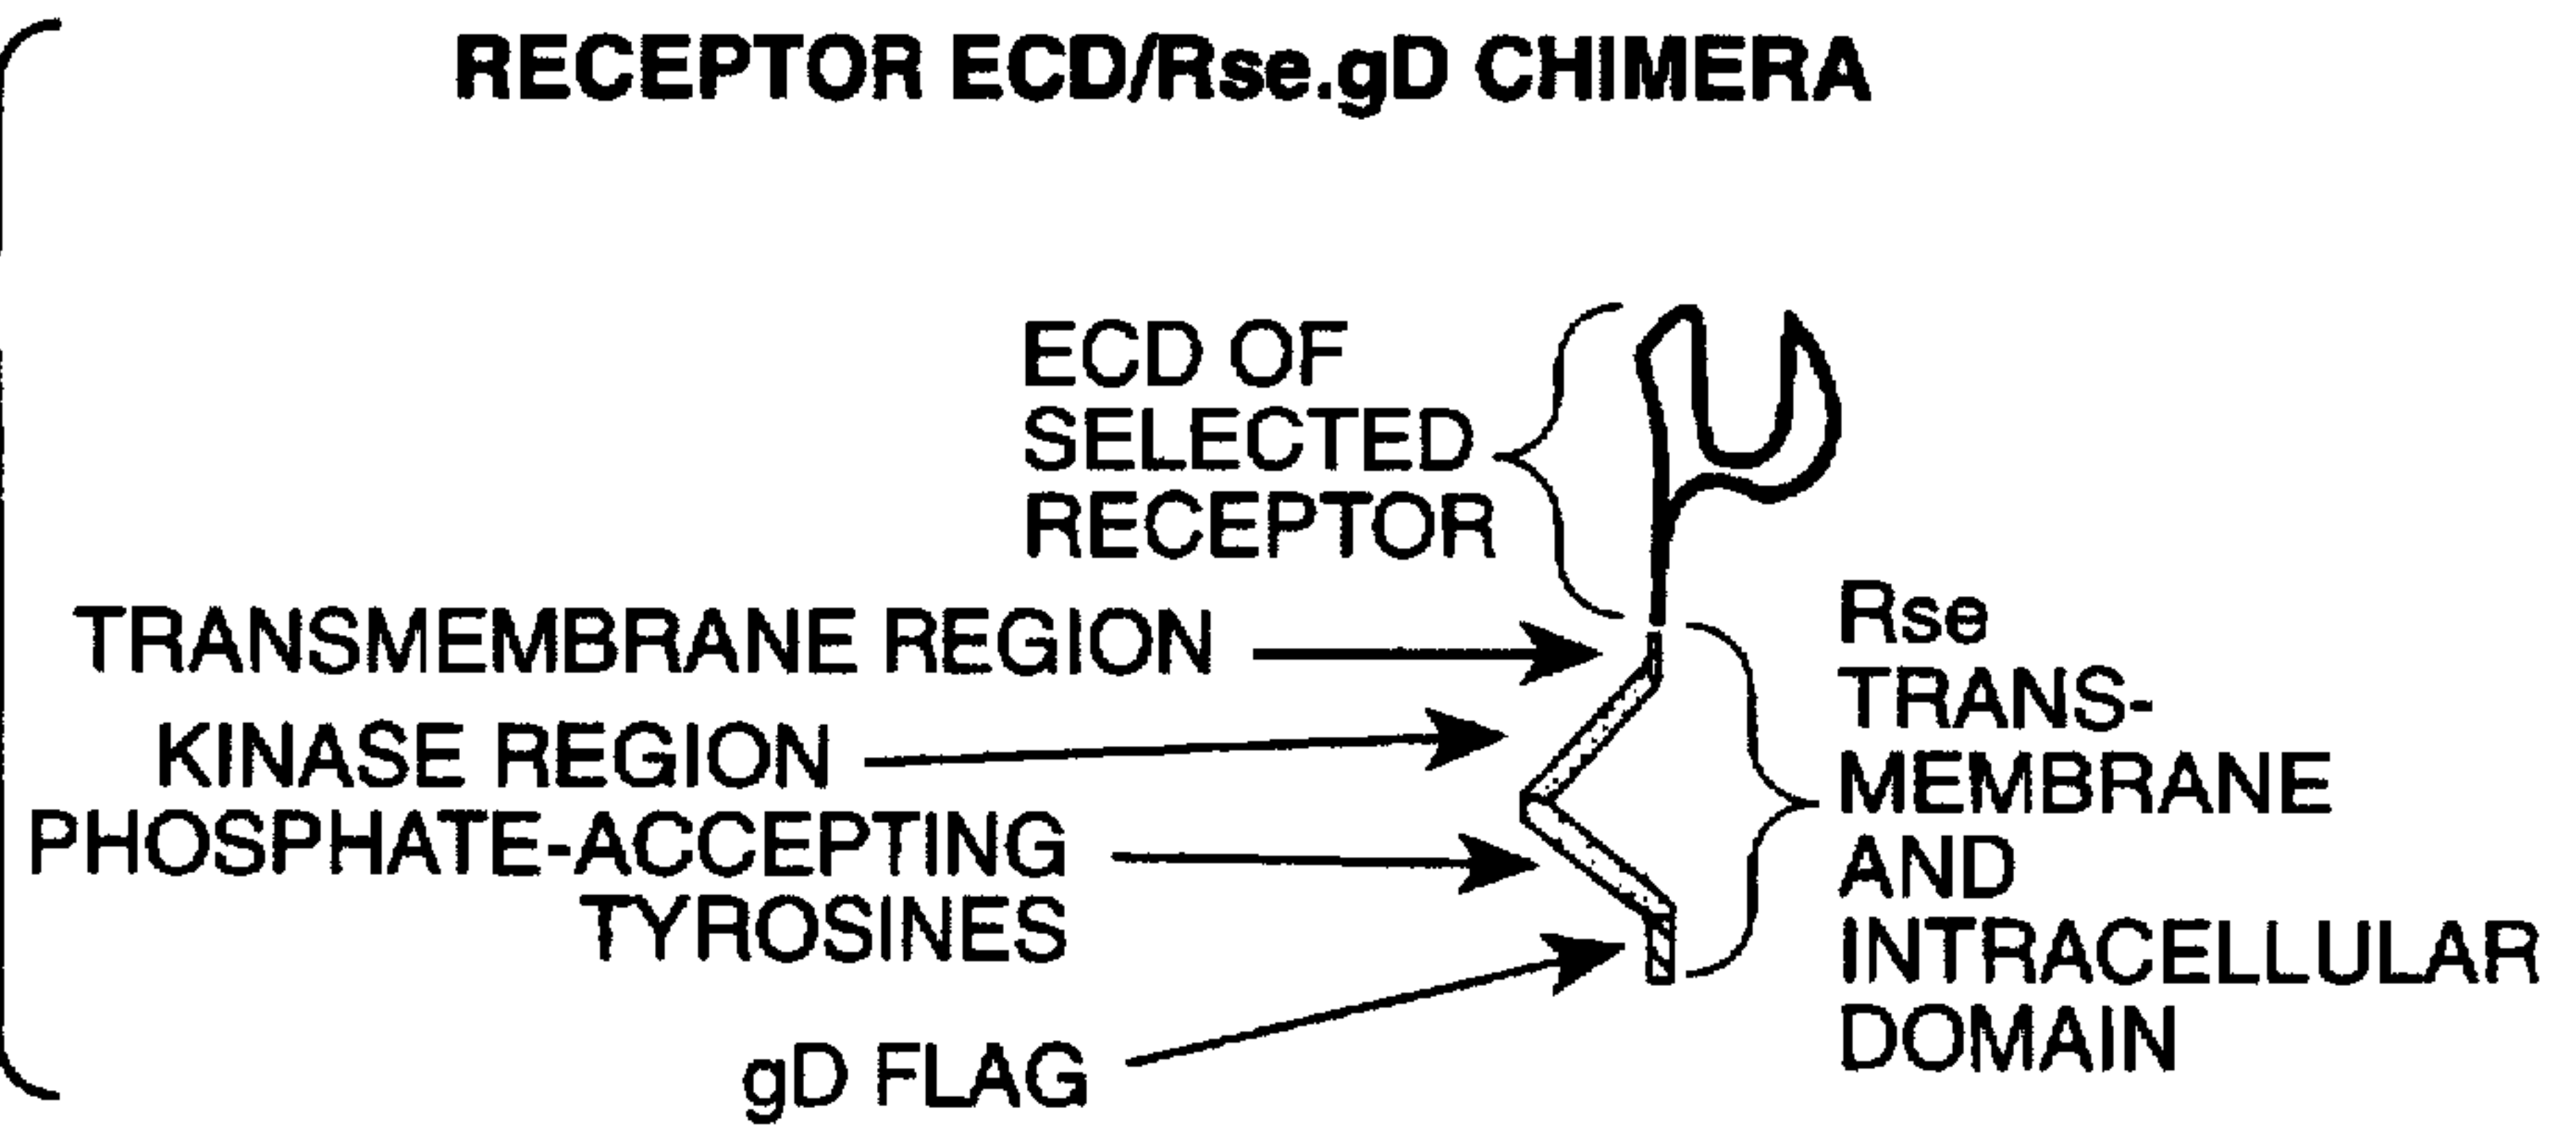 RECEPTOR ECD/Rse.gD CHIMERA
ECD OF
SELECTED
RECEPTOR
TRANSMEMBRANE REGION
KINASE REGION
PHOSPHATE-ACCEPTING
TYROSINES
gD FLAG
Rse
TRANS-
MEMBRANE
AND
INTRACELLULAR
DOMAIN